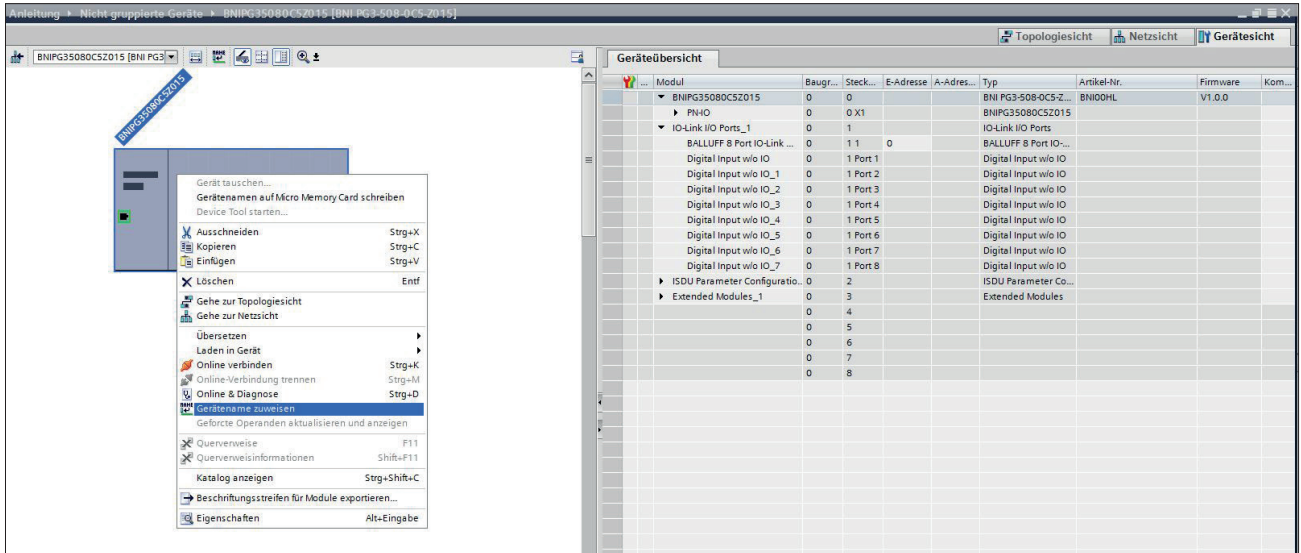 Anleitung ▸ Nicht gruppierte Geräte ▸ BNIPG35080C5Z015 [BNI PG3-508-0C5-Z015]
Topologiesicht Netzsicht Gerätesicht
BNIPG35080C5Z015 [BNI PG3
BNIPG35080C5Z015
Gerät tauschen...
Gerätenamen auf Micro Memory Card schreiben
Device Tool starten...
Ausschneiden Strg+X
Kopieren Strg+C
Einfügen Strg+V
Löschen Entf
Gehe zur Topologiesicht
Gehe zur Netzsicht
Übersetzen
Laden in Gerät
Online verbinden Strg+K
Online-Verbindung trennen Strg+M
Online & Diagnose Strg+D
Gerätename zuweisen
Geforcte Operanden aktualisieren und anzeigen
Querverweise F11
Querverweisinformationen Shift+F11
Katalog anzeigen Strg+Shift+C
Beschriftungsstreifen für Module exportieren...
Eigenschaften Alt+Eingabe
Geräteübersicht
... Modul Baugr... Steck... E-Adresse A-Adres... Typ Artikel-Nr. Firmware Kom...
BNIPG35080C5Z015 0 0 BNI PG3-508-0C5-Z... BNI00HL V1.0.0
PN-IO 0 0 X1 BNIPG35080C5Z015
IO-Link I/O Ports_1 0 1 IO-Link I/O Ports
BALLUFF 8 Port IO-Link ... 0 1 1 0 BALLUFF 8 Port IO-...
Digital Input w/o IO 0 1 Port 1 Digital Input w/o IO
Digital Input w/o IO_1 0 1 Port 2 Digital Input w/o IO
Digital Input w/o IO_2 0 1 Port 3 Digital Input w/o IO
Digital Input w/o IO_3 0 1 Port 4 Digital Input w/o IO
Digital Input w/o IO_4 0 1 Port 5 Digital Input w/o IO
Digital Input w/o IO_5 0 1 Port 6 Digital Input w/o IO
Digital Input w/o IO_6 0 1 Port 7 Digital Input w/o IO
Digital Input w/o IO_7 0 1 Port 8 Digital Input w/o IO
ISDU Parameter Configuratio... 0 2 ISDU Parameter Co...
Extended Modules_1 0 3 Extended Modules
0 4
0 5
0 6
0 7
0 8